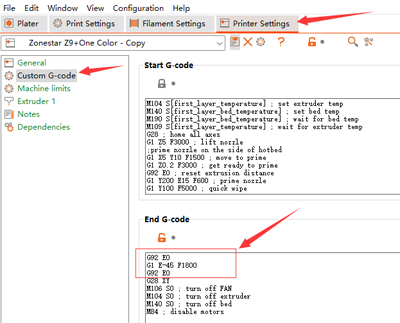 File Edit Window View Configuration Help
Plater Print Settings Filament Settings Printer Settings
Zonestar Z9+One Color - Copy
General
Custom G-code
Machine limits
Extruder 1
Notes
Dependencies
Start G-code
M104 S[first_layer_temperature] ; set extruder temp
M140 S[first_layer_bed_temperature] ; set bed temp
M190 S[first_layer_bed_temperature] ; wait for bed temp
M109 S[first_layer_temperature] ; wait for extruder temp
G28 ; home all axes
G1 Z5 F3000 ; lift nozzle
;prime nozzle on the side of hotbed
G1 X5 Y10 F1500 ; move to prime
G1 Z0.2 F3000 ; get ready to prime
G92 E0 ; reset extrusion distance
G1 Y200 E15 F600 ; prime nozzle
G1 Y100 F5000 ; quick wipe
End G-code
G92 E0
G1 E-45 F1800
G92 E0
G28 XY
M106 S0 ; turn off FAN
M104 S0 ; turn off extruder
M140 S0 ; turn off bed
M84 ; disable motors